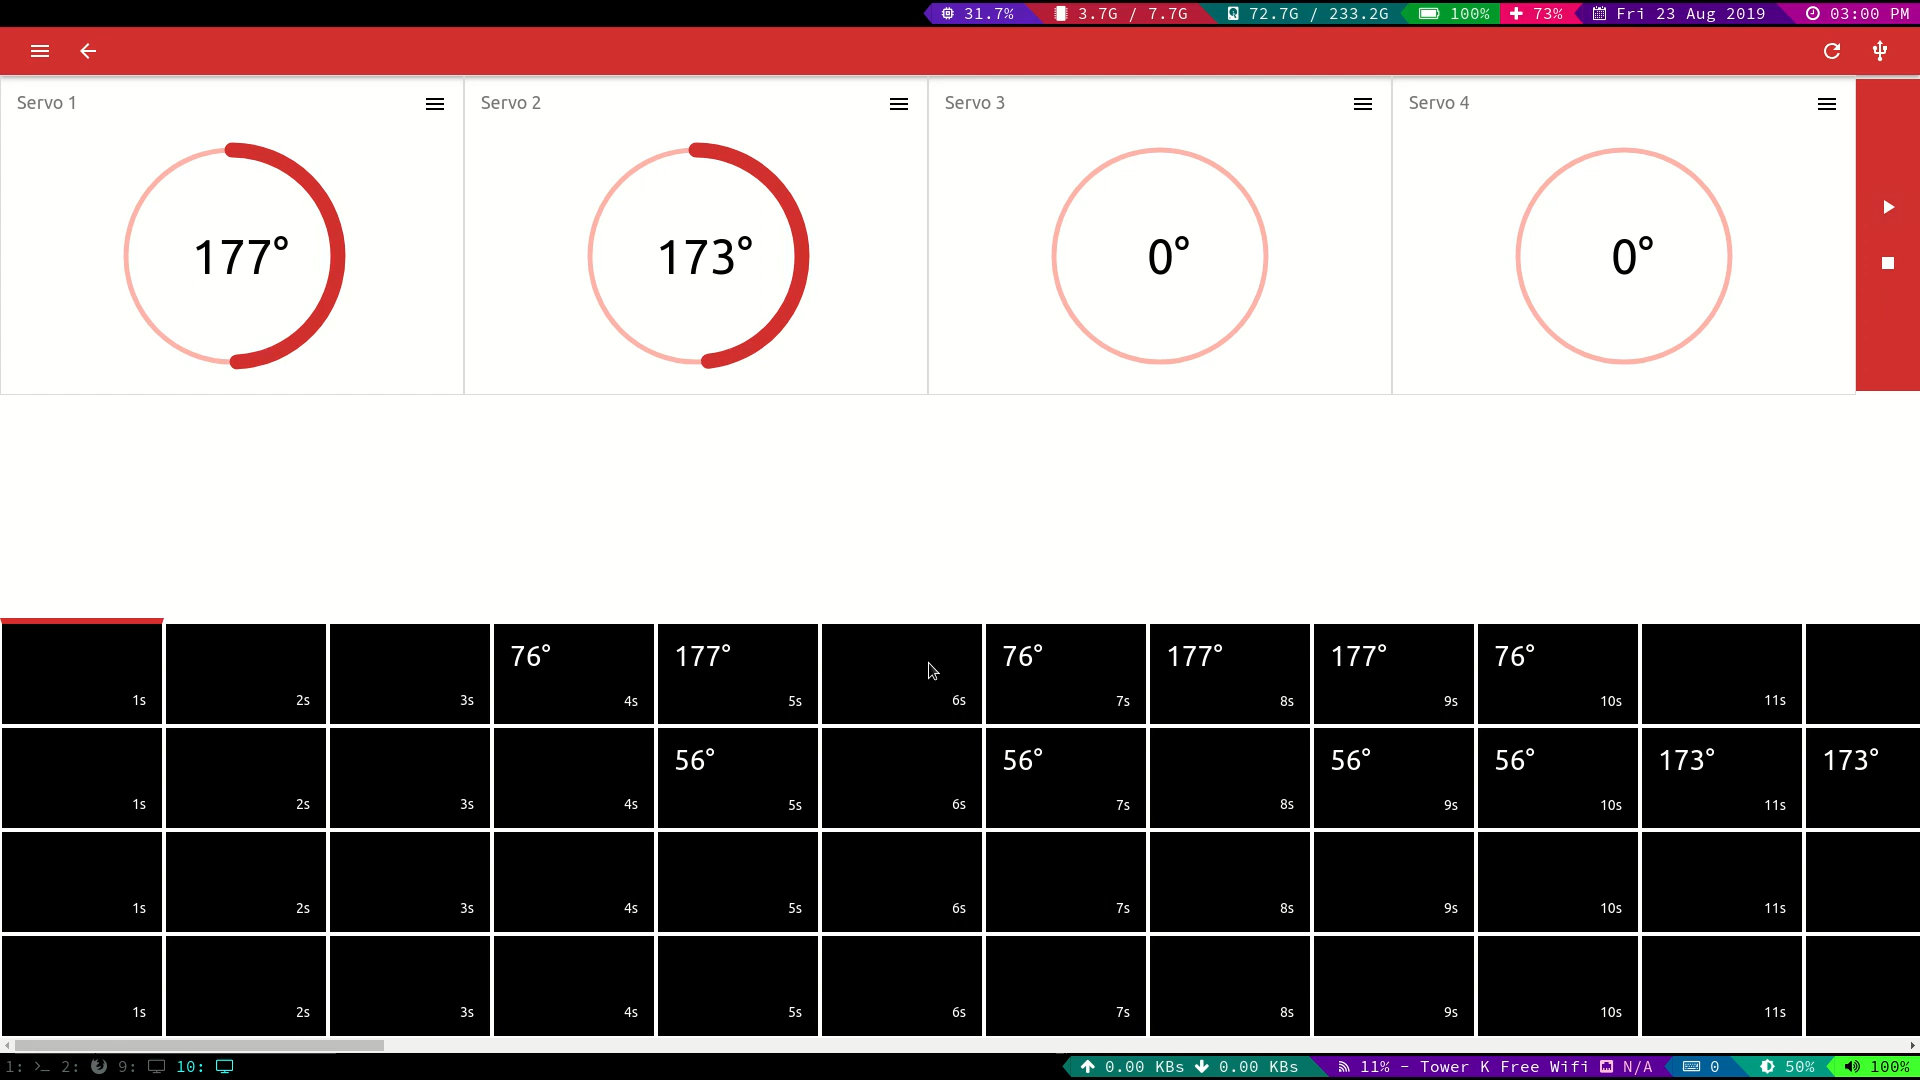 31.7% 3.7G / 7.7G 72.7G / 233.2G 100% 73% Fri 23 Aug 2019 03:00 PM
Servo 1 Servo 2 Servo 3 Servo 4
177° 173° 0° 0°
76° 177° 76° 177° 177° 76°
1s 2s 3s 4s 5s 6s 7s 8s 9s 10s 11s
56° 56° 56° 56° 173° 173°
1s 2s 3s 4s 5s 6s 7s 8s 9s 10s 11s
1s 2s 3s 4s 5s 6s 7s 8s 9s 10s 11s
1s 2s 3s 4s 5s 6s 7s 8s 9s 10s 11s
1: 2: 9: 10: 0.00 KBs 0.00 KBs 11% - Tower K Free Wifi N/A 0 50% 100%